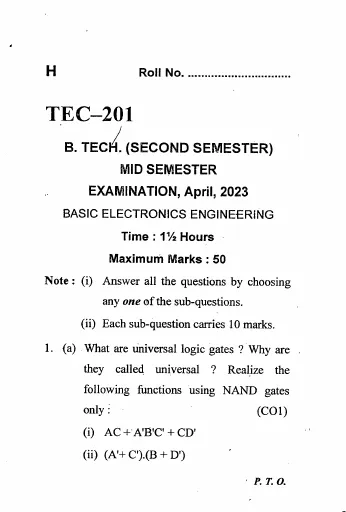 H Roll No. ...............................
TEC–201
B. TECH. (SECOND SEMESTER)
MID SEMESTER
EXAMINATION, April, 2023
BASIC ELECTRONICS ENGINEERING
Time : 1½ Hours
Maximum Marks : 50
Note : (i) Answer all the questions by choosing
any one of the sub-questions.
(ii) Each sub-question carries 10 marks.
1. (a) What are universal logic gates ? Why are
they called universal ? Realize the
following functions using NAND gates
only : (CO1)
(i) AC + A'B'C' + CD'
(ii) (A'+ C').(B + D')
P. T. O.